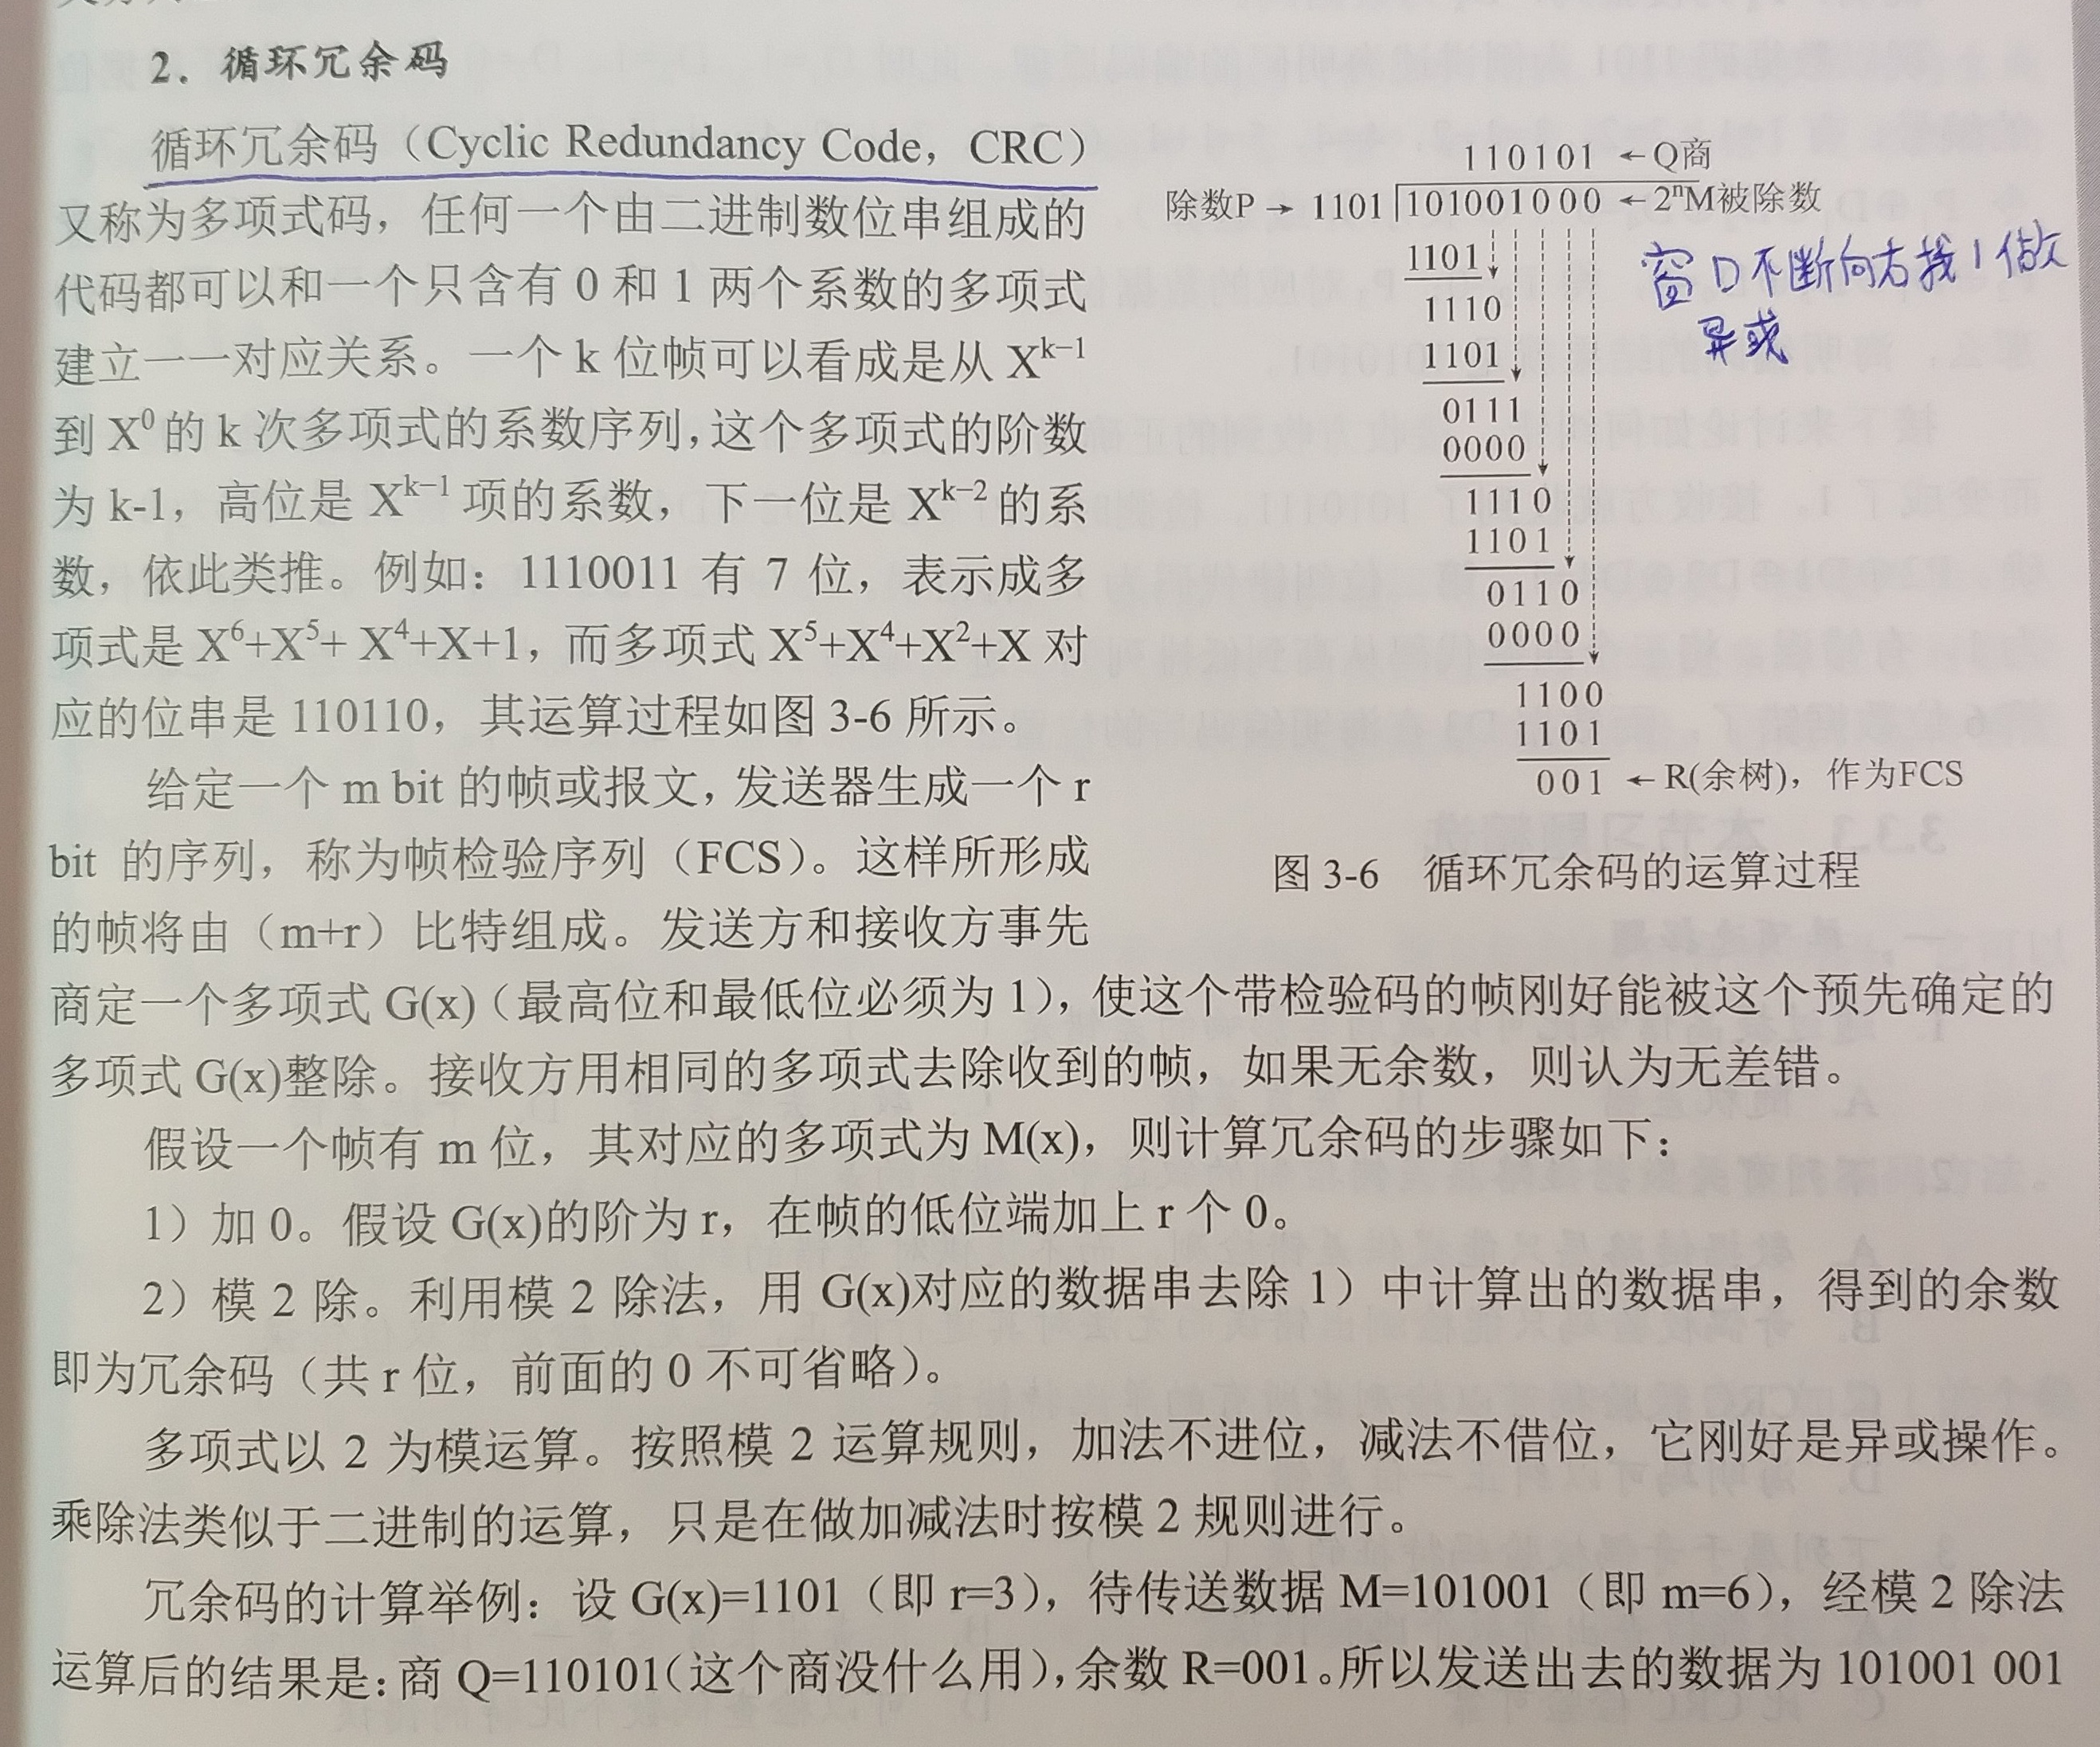 2. 循环冗余码
循环冗余码（Cyclic Redundancy Code，CRC）
又称为多项式码，任何一个由二进制数位串组成的
代码都可以和一个只含有 0 和 1 两个系数的多项式
建立一一对应关系。一个 k 位帧可以看成是从 X^k-1
到 X^0 的 k 次多项式的系数序列，这个多项式的阶数
为 k-1，高位是 X^k-1 项的系数，下一位是 X^k-2 的系
数，依此类推。例如：1110011 有 7 位，表示成多
项式是 X^6+X^5+ X^4+X+1，而多项式 X^5+X^4+X^2+X 对
应的位串是 110110，其运算过程如图 3-6 所示。
给定一个 m bit 的帧或报文，发送器生成一个 r
bit 的序列，称为帧检验序列（FCS）。这样所形成
的帧将由（m+r）比特组成。发送方和接收方事先
110101 ←Q商
除数P → 1101 101001000 ←2^nM被除数
1101
1110
1101
0111
0000
1110
1101
0110
0000
1100
1101
001 ←R(余树)，作为FCS
窗口不断向右找1做
异或
图 3-6 循环冗余码的运算过程
商定一个多项式 G(x)（最高位和最低位必须为 1），使这个带检验码的帧刚好能被这个预先确定的
多项式 G(x)整除。接收方用相同的多项式去除收到的帧，如果无余数，则认为无差错。
假设一个帧有 m 位，其对应的多项式为 M(x)，则计算冗余码的步骤如下：
1）加 0。假设 G(x)的阶为 r，在帧的低位端加上 r 个 0。
2）模 2 除。利用模 2 除法，用 G(x)对应的数据串去除 1）中计算出的数据串，得到的余数
即为冗余码（共 r 位，前面的 0 不可省略）。
多项式以 2 为模运算。按照模 2 运算规则，加法不进位，减法不借位，它刚好是异或操作。
乘除法类似于二进制的运算，只是在做加减法时按模 2 规则进行。
冗余码的计算举例：设 G(x)=1101（即 r=3），待传送数据 M=101001（即 m=6），经模 2 除法
运算后的结果是：商 Q=110101（这个商没什么用），余数 R=001。所以发送出去的数据为 101001 001